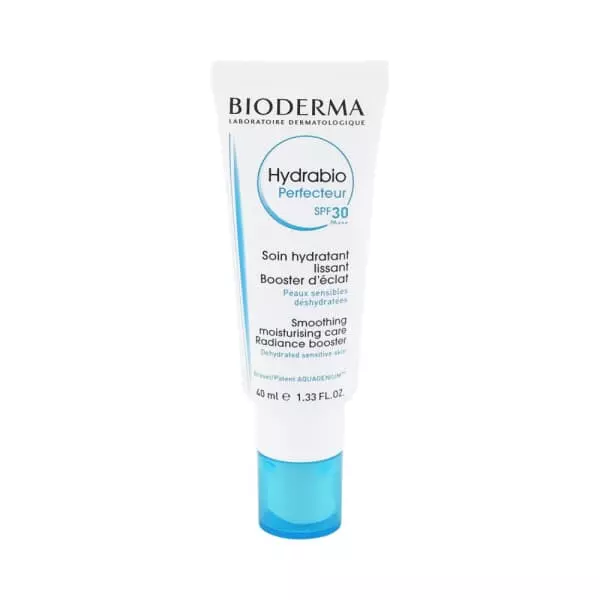 BIODERMA
LABORATOIRE DERMATOLOGIQUE
Hydrabio
Perfecteur
SPF30
PA+++
Soin hydratant
lissant
Booster d'éclat
Peaux sensibles
déshydratées
Smoothing
moisturising care
Radiance booster
Dehydrated sensitive skin
Brevet/Patent AQUAGENIUM™
40 ml e 1.33 FL.OZ.